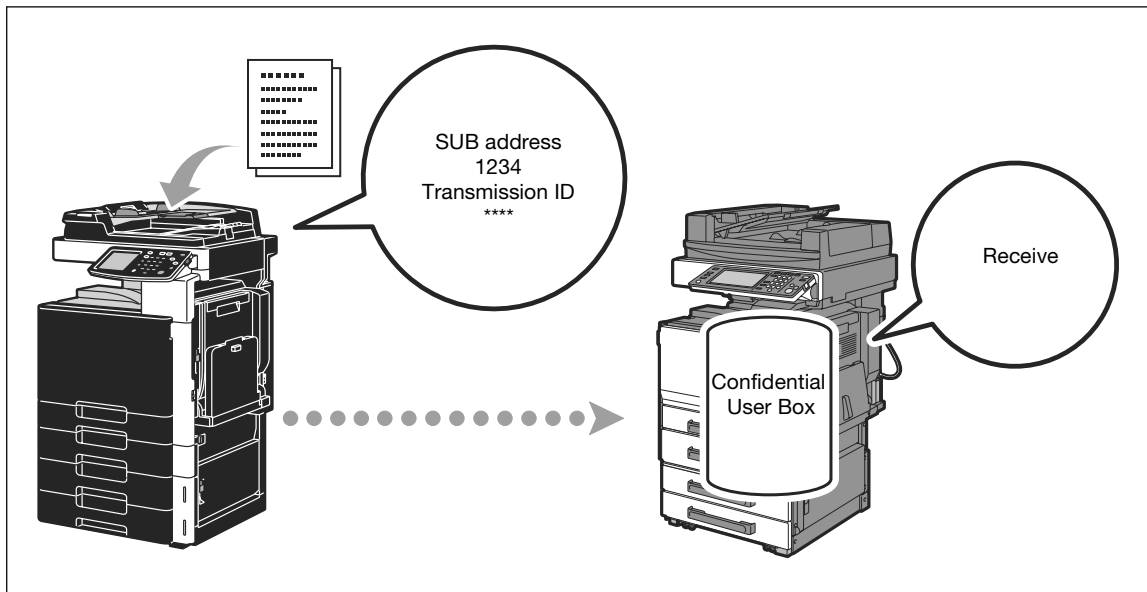 SUB address
1234
Transmission ID
****
Receive
Confidential
User Box